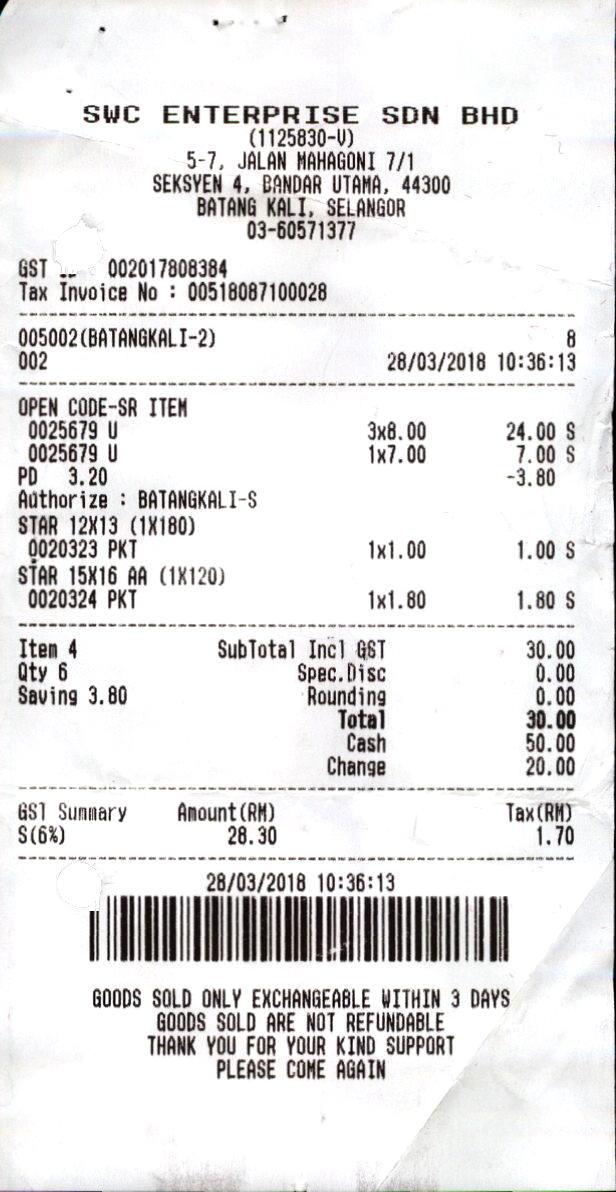 SWC ENTERPRISE SDN BHD
(1125830-V)
5-7, JALAN MAHAGONI 7/1
SEKSYEN 4, BANDAR UTAMA, 44300
BATANG KALI, SELANGOR
03-60571377
GST 002017808384
Tax Invoice No : 00518087100028
005002(BATANGKALI-2) 8
002 28/03/2018 10:36:13
OPEN CODE-SR ITEM
0025679 U 3x8.00 24.00 S
0025679 U 1x7.00 7.00 S
PD 3.20 -3.80
Authorize : BATANGKALI-S
STAR 12X13 (1X180)
0020323 PKT 1x1.00 1.00 S
STAR 15X16 AA (1X120)
0020324 PKT 1x1.80 1.80 S
Item 4 SubTotal Incl GST 30.00
Qty 6 Spec.Disc 0.00
Saving 3.80 Rounding 0.00
Total 30.00
Cash 50.00
Change 20.00
GST Summary Amount(RM) Tax(RM)
S(6%) 28.30 1.70
28/03/2018 10:36:13
GOODS SOLD ONLY EXCHANGEABLE WITHIN 3 DAYS
GOODS SOLD ARE NOT REFUNDABLE
THANK YOU FOR YOUR KIND SUPPORT
PLEASE COME AGAIN